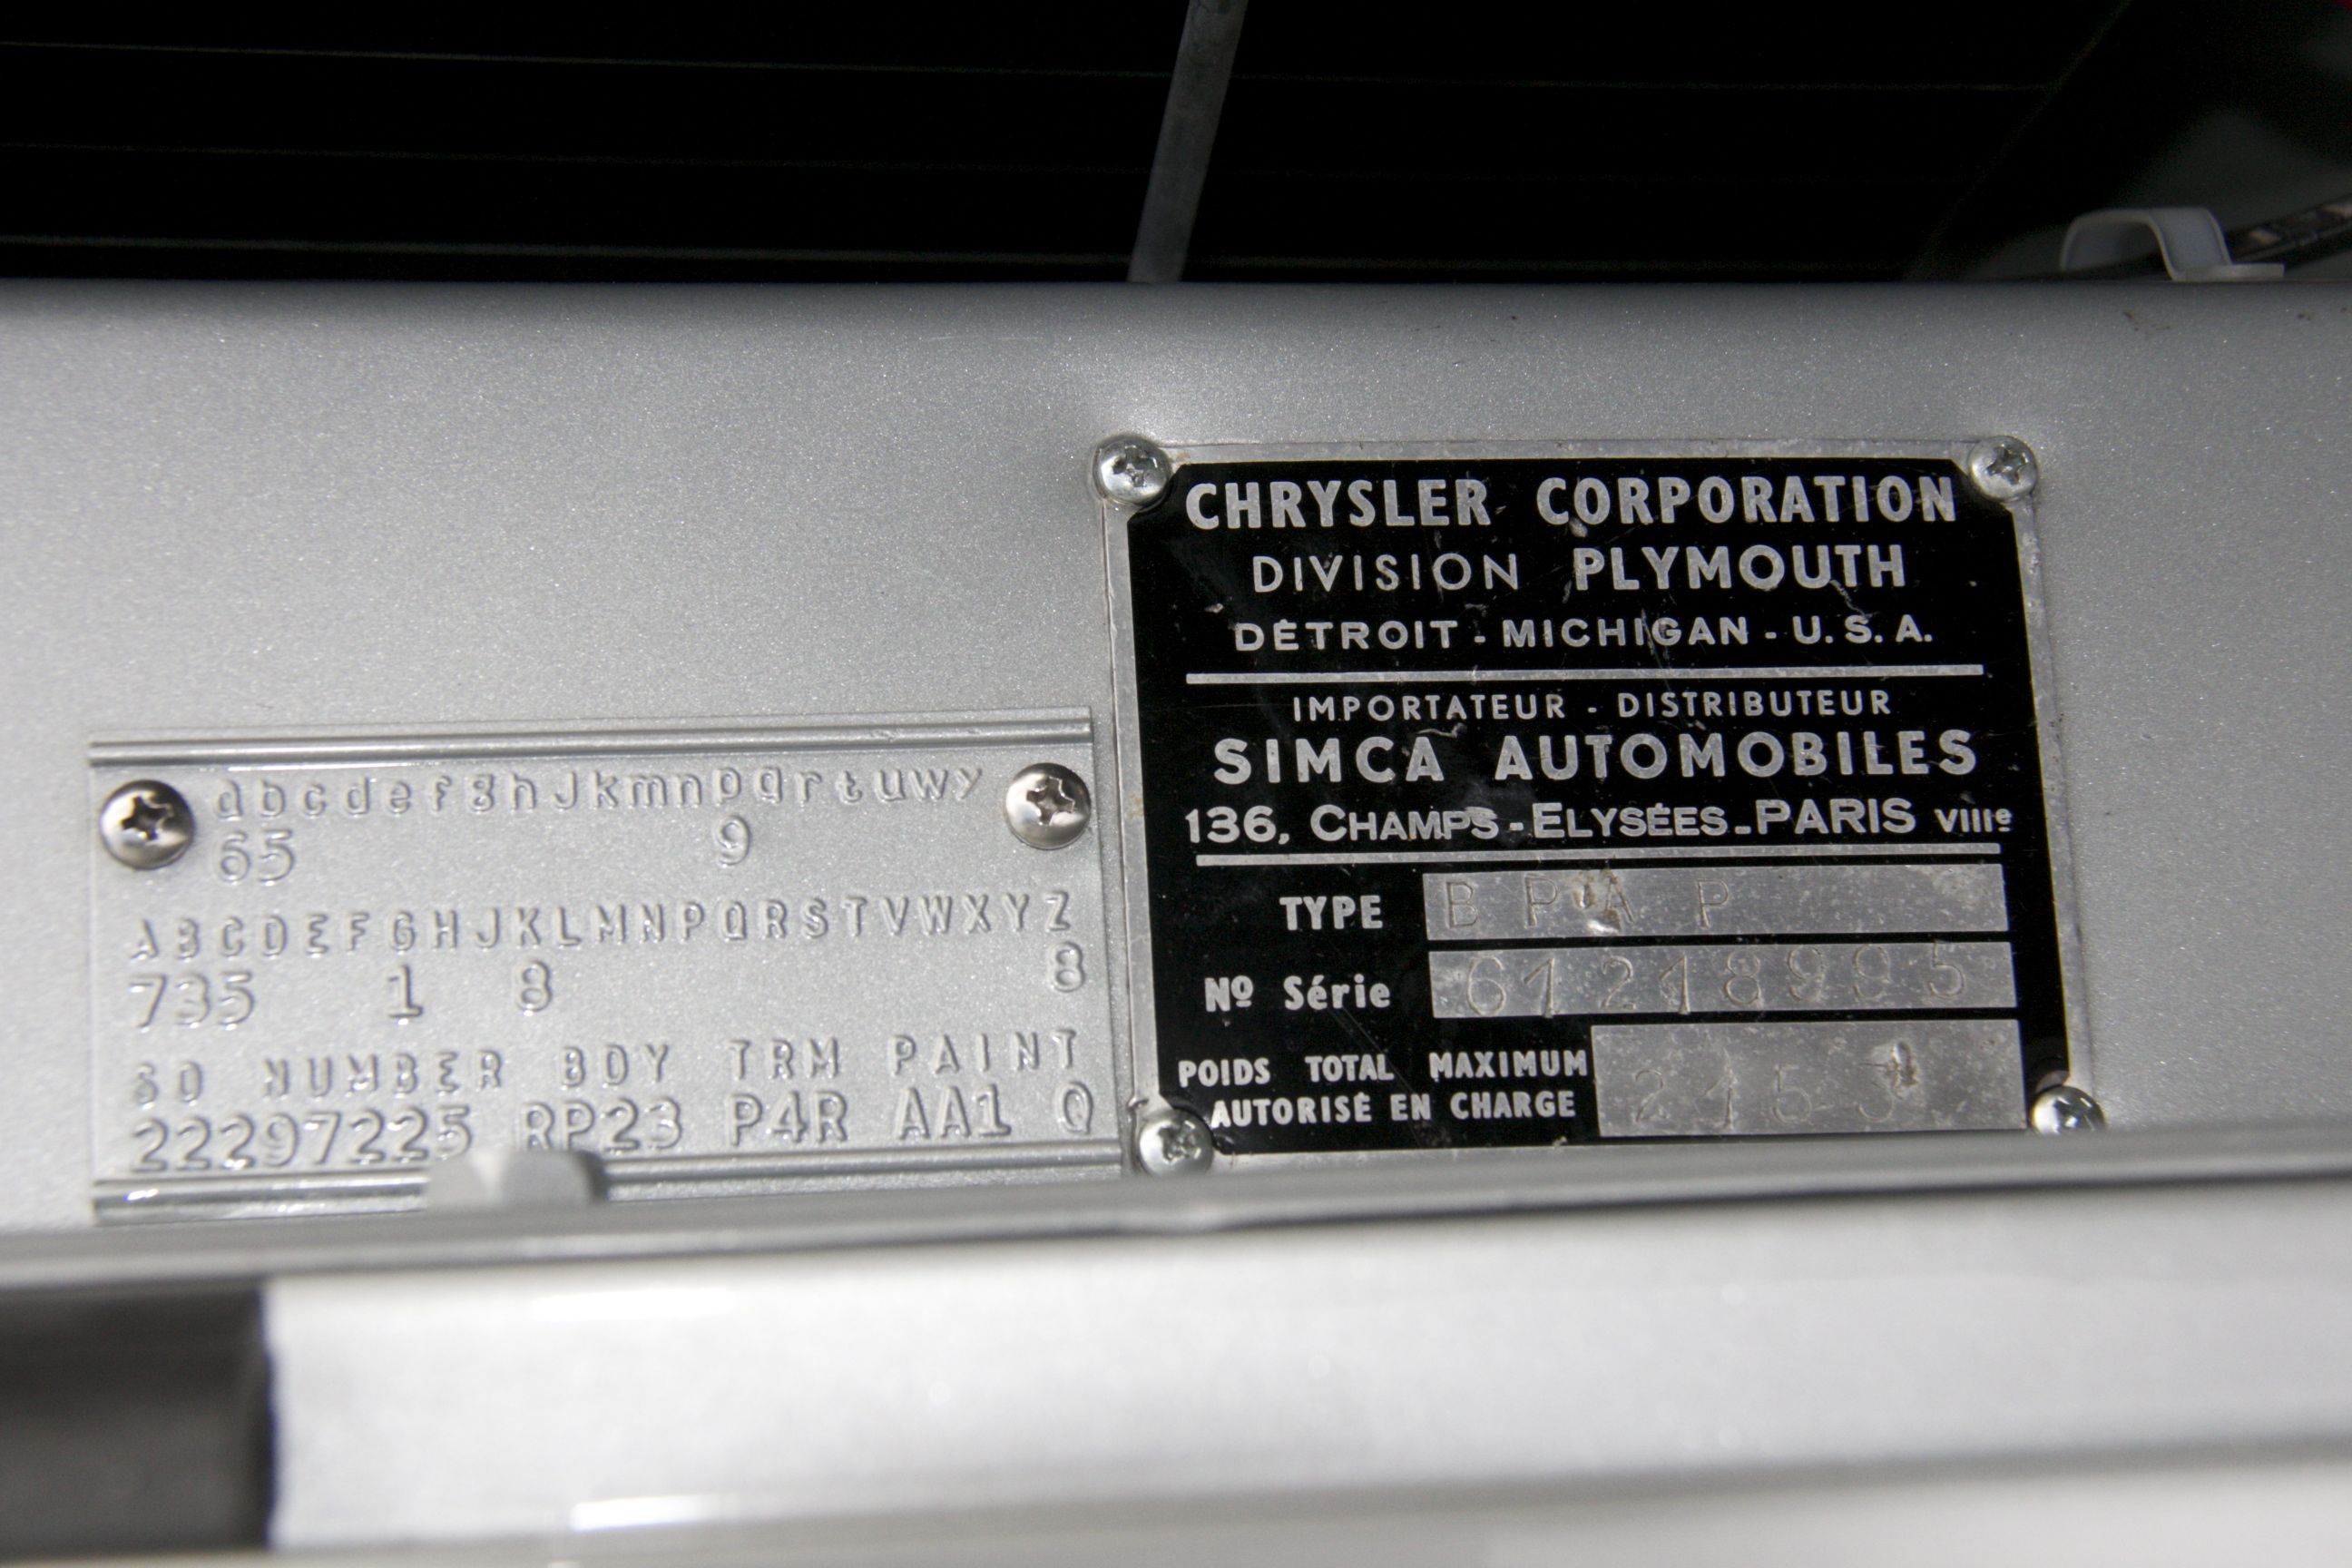 abcdefghJkmnpqrtuwy
65 9
ABCDEFGHJKLMNPQRSTVWXYZ
735 1 8 8
SO NUMBER BDY TRM PAINT
22297225 RP23 P4R AA1 Q
CHRYSLER CORPORATION
DIVISION PLYMOUTH
DÉTROIT - MICHIGAN - U.S.A.
IMPORTATEUR - DISTRIBUTEUR
SIMCA AUTOMOBILES
136, CHAMPS-ELYSÉES-PARIS VIIIe
TYPE B P A P
Nº Série 61218995
POIDS TOTAL MAXIMUM
AUTORISÉ EN CHARGE
2153